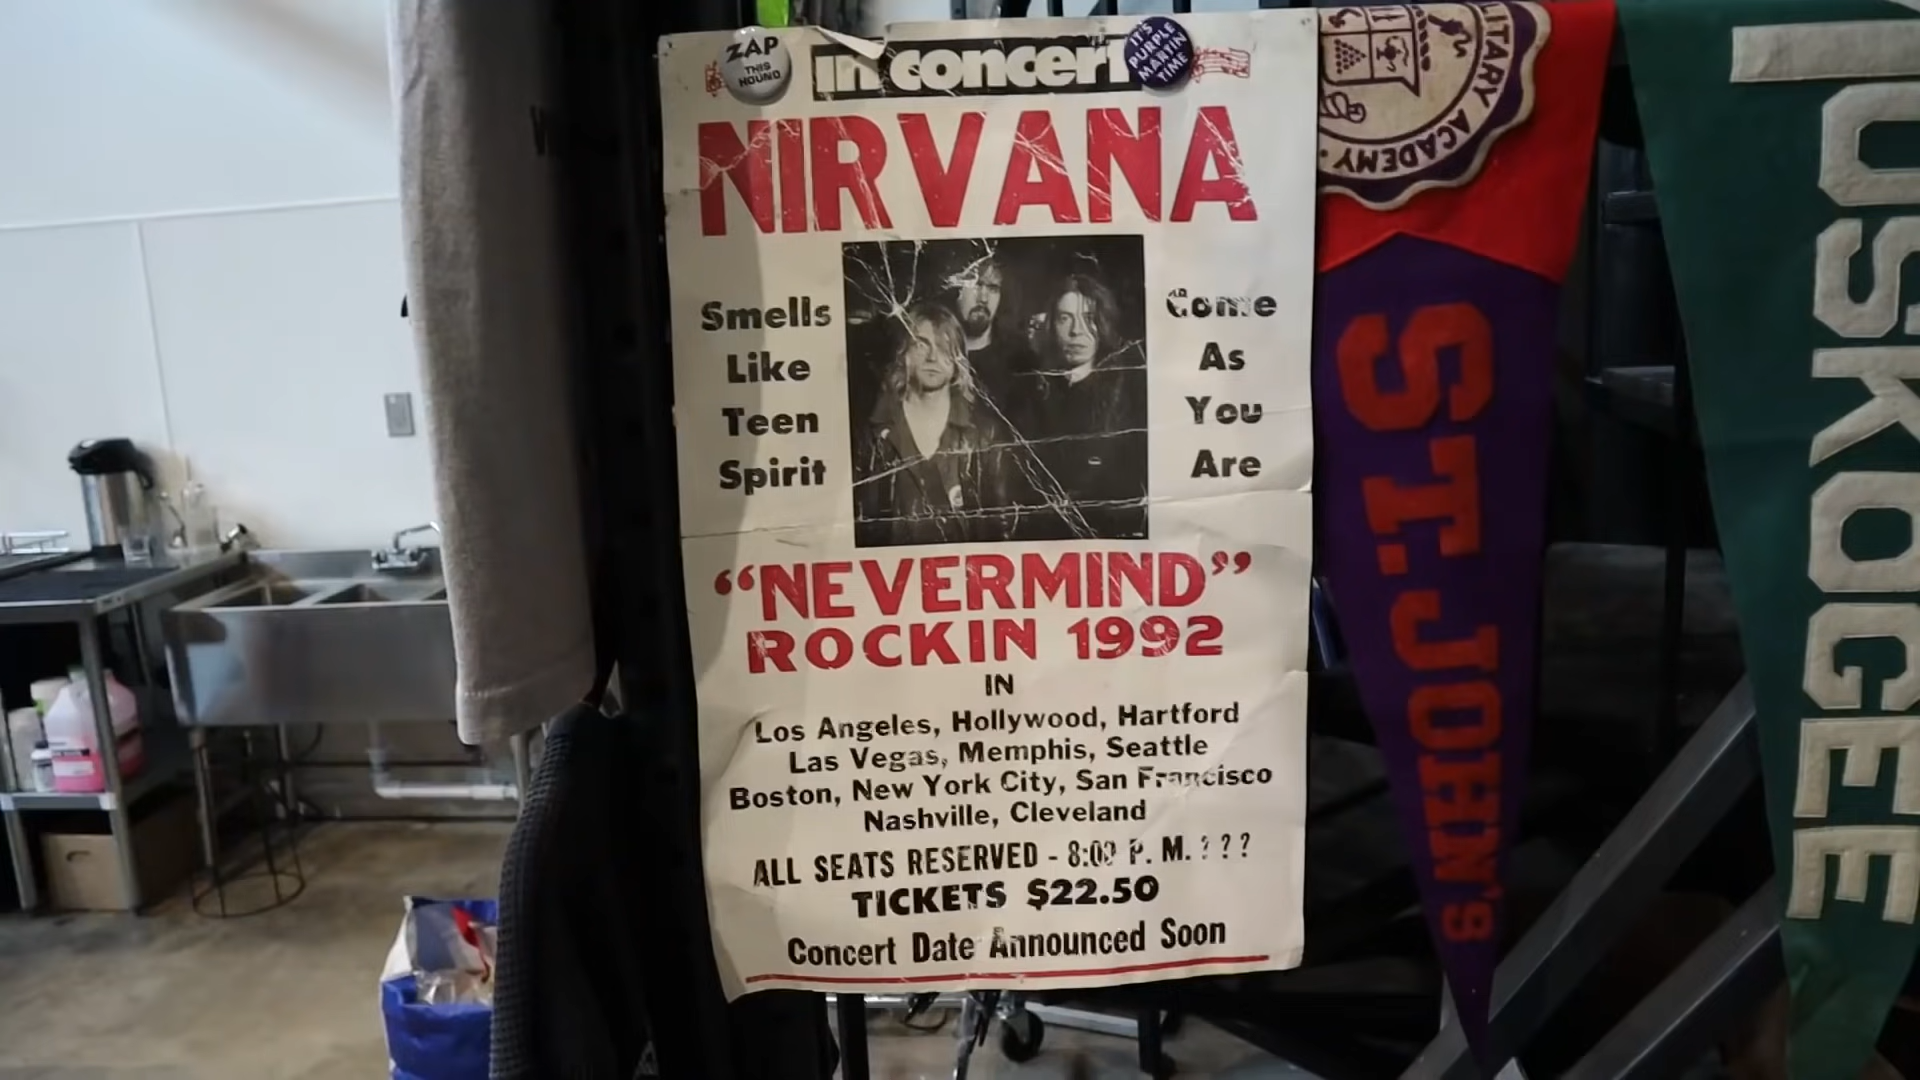 ZAP
THIS
HOUND
in concert
IT'S
PURPLE
MARTIN
TIME
NIRVANA
Smells
Like
Teen
Spirit
Come
As
You
Are
"NEVERMIND"
ROCKIN 1992
IN
Los Angeles, Hollywood, Hartford
Las Vegas, Memphis, Seattle
Boston, New York City, San Francisco
Nashville, Cleveland
ALL SEATS RESERVED - 8:00 P. M. ? ? ?
TICKETS $22.50
Concert Date Announced Soon
LITARY ACADEMY.
ST. JOHN'S
TUSKOGEE